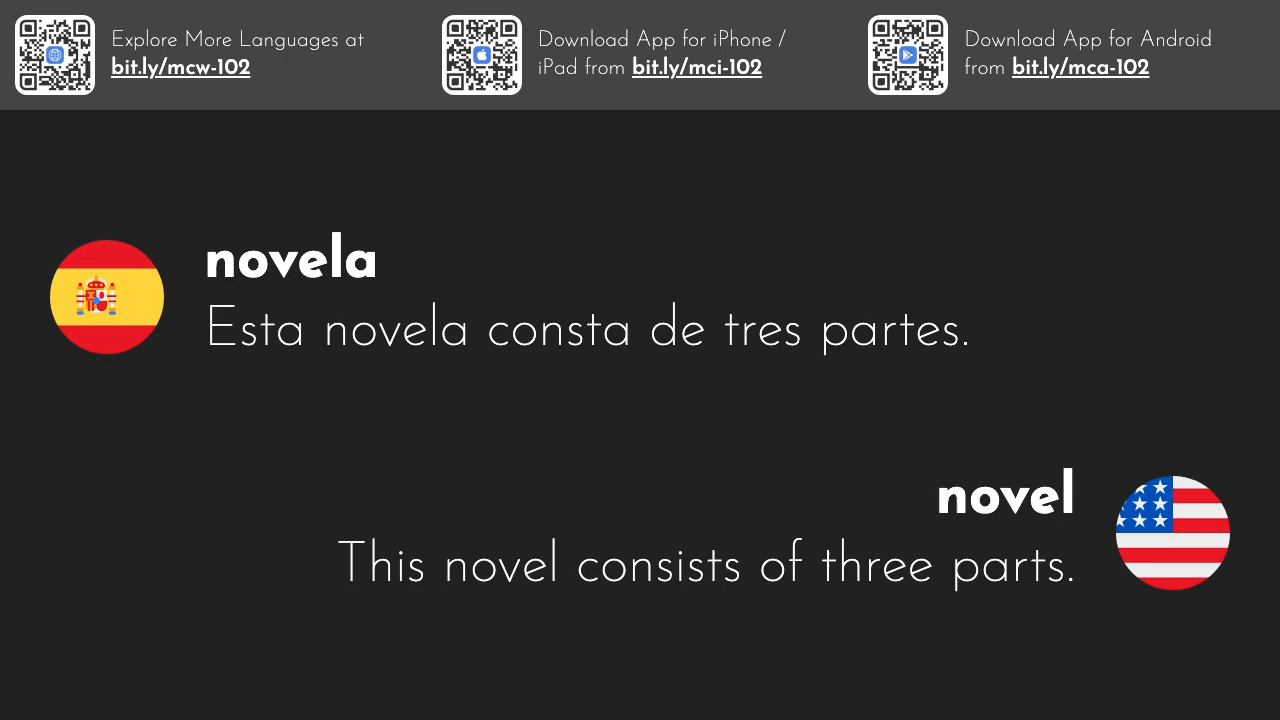 Explore More Languages at
bit.ly/mcw-102
Download App for iPhone /
iPad from bit.ly/mci-102
Download App for Android
from bit.ly/mca-102
novela
Esta novela consta de tres partes.
novel
This novel consists of three parts.